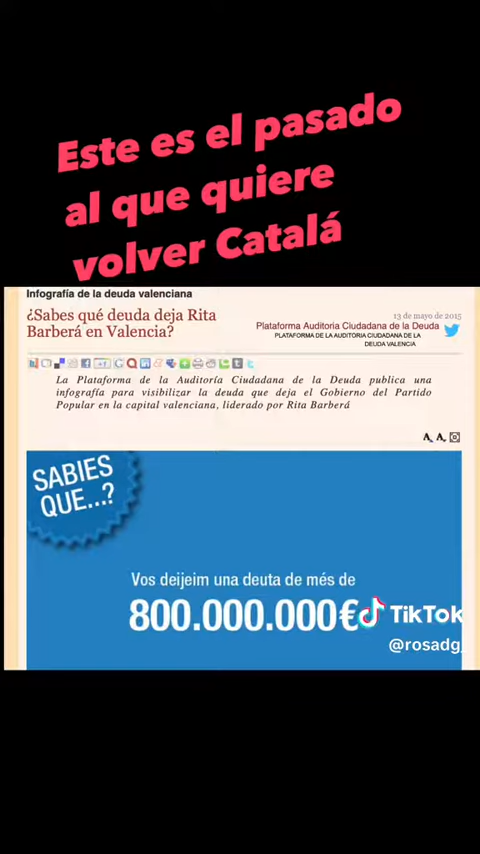 Este es el pasado
al que quiere
volver Catalá
Infografía de la deuda valenciana
¿Sabes qué deuda deja Rita
Barberá en Valencia?
13 de mayo de 2015
Plataforma Auditoria Ciudadana de la Deuda
PLATAFORMA DE LA AUDITORIA CIUDADANA DE LA
DEUDA VALENCIA
La Plataforma de la Auditoría Ciudadana de la Deuda publica una
infografía para visibilizar la deuda que deja el Gobierno del Partido
Popular en la capital valenciana, liderado por Rita Barberá
A A
SABIES
QUE...?
Vos deijeim una deuta de més de
800.000.000€
TikTok
@rosadg_